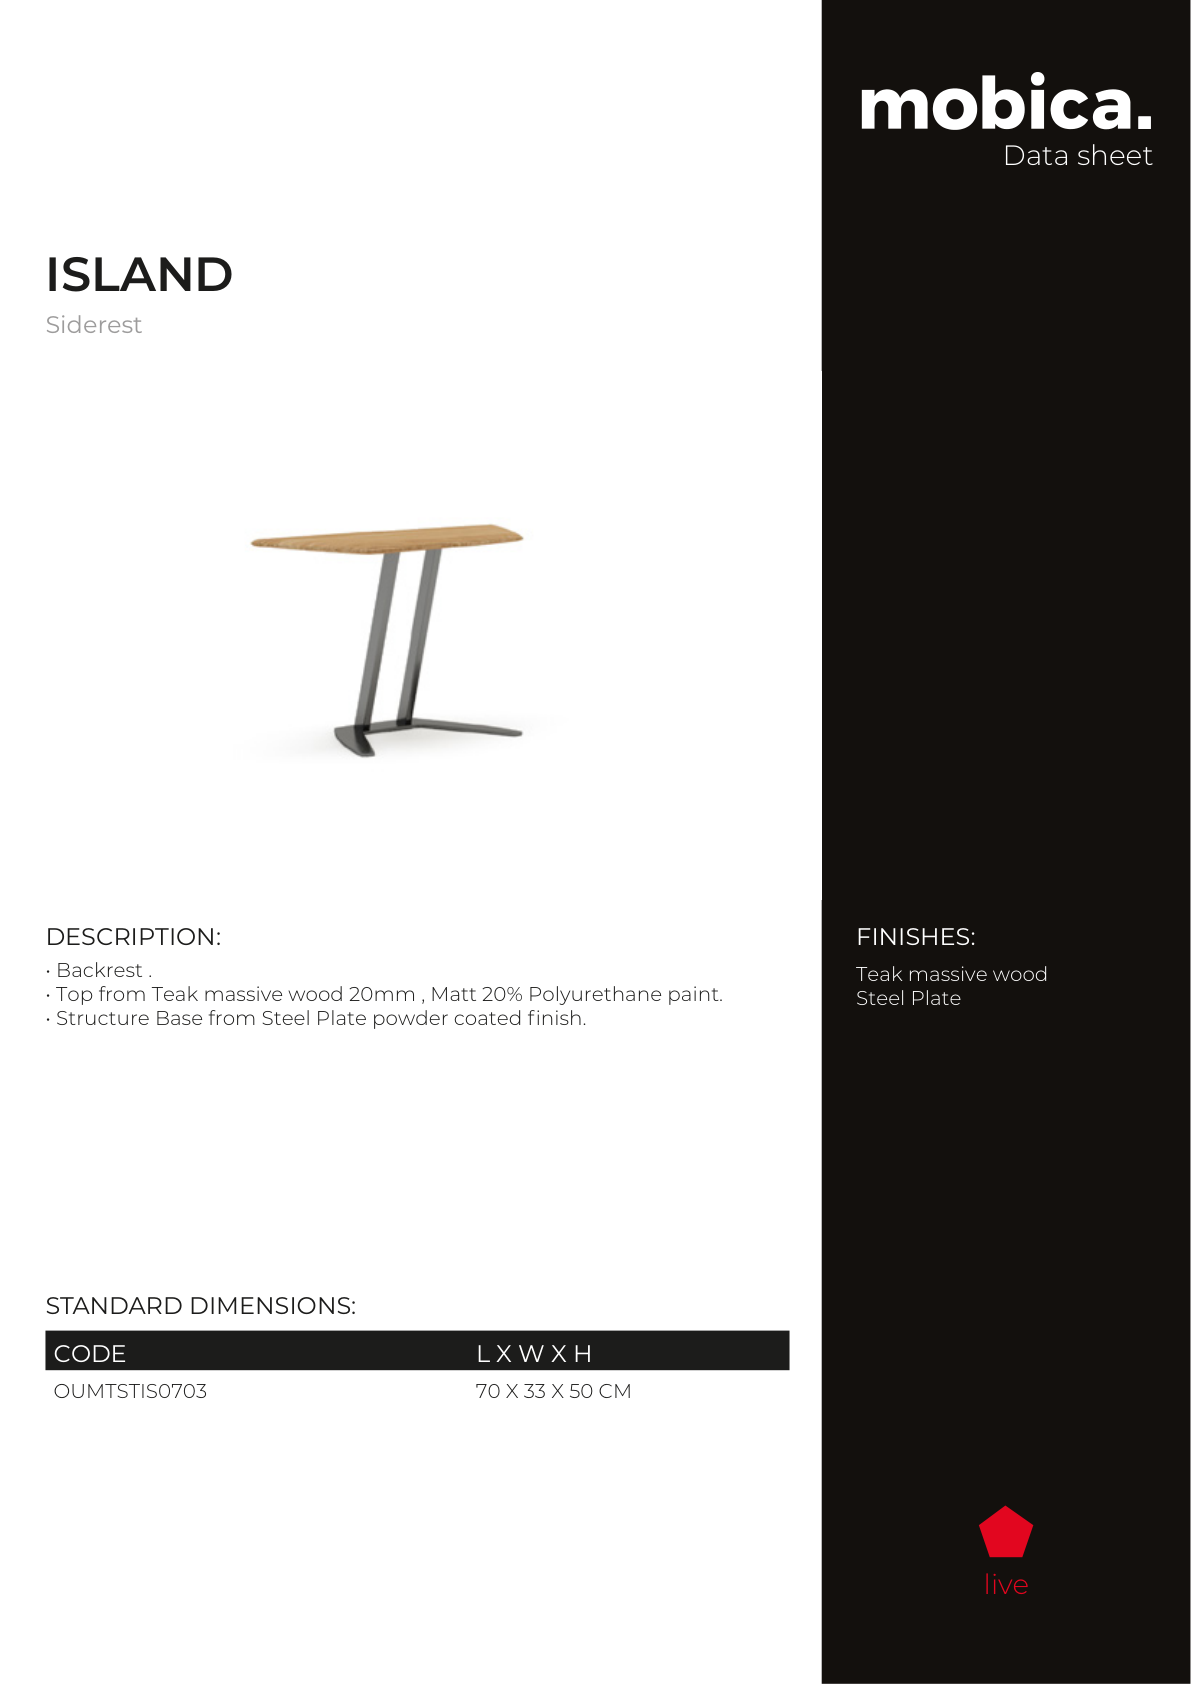 mobica.
Data sheet
ISLAND
Siderest
DESCRIPTION:
• Backrest .
• Top from Teak massive wood 20mm , Matt 20% Polyurethane paint.
• Structure Base from Steel Plate powder coated finish.
FINISHES:
Teak massive wood
Steel Plate
STANDARD DIMENSIONS:
CODE L X W X H
OUMTSTIS0703 70 X 33 X 50 CM
live